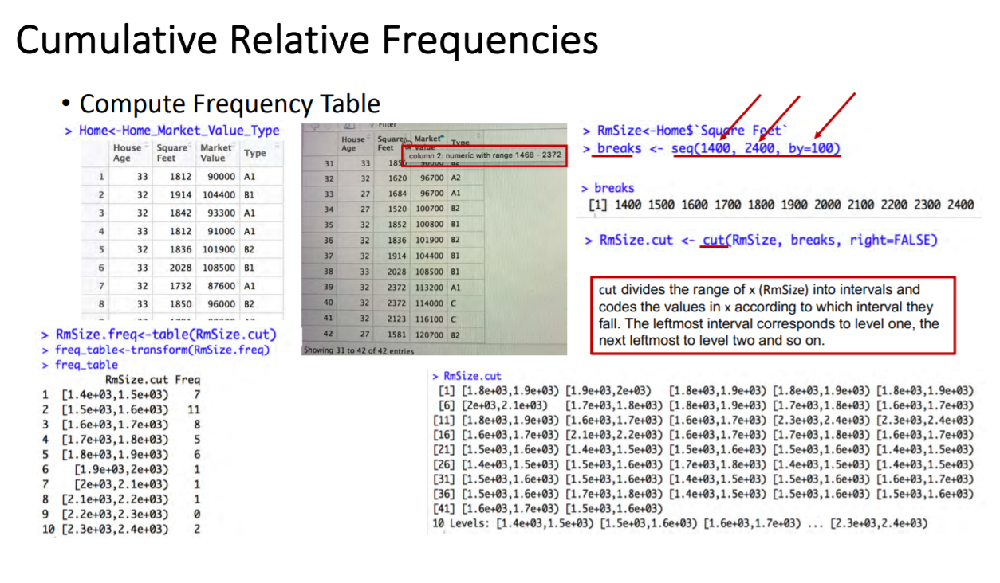 Cumulative Relative Frequencies
• Compute Frequency Table
> Home<-Home_Market_Value_Type
House Age Square Feet Market Value Type
1 33 1812 90000 A1
2 32 1914 104400 B1
3 32 1842 93300 A1
4 33 1812 91000 A1
5 32 1836 101900 B2
6 33 2028 108500 B1
7 32 1732 87600 A1
8 33 1850 96000 B2
Filter
House Age Square Feet Market Value Type
column 2: numeric with range 1468 - 2372
31 33
32 32 1620 96700 A2
33 27 1684 96700 A1
34 27 1520 100700 B2
35 32 1852 100800 B1
36 32 1836 101900 B2
37 32 1914 104400 B1
38 33 2028 108500 B1
39 32 2372 113200 A1
40 32 2372 114000 C
41 32 2123 116100 C
42 27 1581 120700 B2
Showing 31 to 42 of 42 entries
> RmSize<-Home$`Square Feet`
> breaks <- seq(1400, 2400, by=100)
> breaks
[1] 1400 1500 1600 1700 1800 1900 2000 2100 2200 2300 2400
> RmSize.cut <- cut(RmSize, breaks, right=FALSE)
cut divides the range of x (RmSize) into intervals and
codes the values in x according to which interval they
fall. The leftmost interval corresponds to level one, the
next leftmost to level two and so on.
> RmSize.freq<-table(RmSize.cut)
> freq_table<-transform(RmSize.freq)
> freq_table
RmSize.cut Freq
1 [1.4e+03,1.5e+03) 7
2 [1.5e+03,1.6e+03) 11
3 [1.6e+03,1.7e+03) 8
4 [1.7e+03,1.8e+03) 5
5 [1.8e+03,1.9e+03) 6
6 [1.9e+03,2e+03) 1
7 [2e+03,2.1e+03) 1
8 [2.1e+03,2.2e+03) 1
9 [2.2e+03,2.3e+03) 0
10 [2.3e+03,2.4e+03) 2
> RmSize.cut
[1] [1.8e+03,1.9e+03) [1.9e+03,2e+03) [1.8e+03,1.9e+03) [1.8e+03,1.9e+03) [1.8e+03,1.9e+03)
[6] [2e+03,2.1e+03) [1.7e+03,1.8e+03) [1.8e+03,1.9e+03) [1.7e+03,1.8e+03) [1.6e+03,1.7e+03)
[11] [1.8e+03,1.9e+03) [1.6e+03,1.7e+03) [1.6e+03,1.7e+03) [2.3e+03,2.4e+03) [2.3e+03,2.4e+03)
[16] [1.6e+03,1.7e+03) [2.1e+03,2.2e+03) [1.6e+03,1.7e+03) [1.7e+03,1.8e+03) [1.6e+03,1.7e+03)
[21] [1.5e+03,1.6e+03) [1.4e+03,1.5e+03) [1.5e+03,1.6e+03) [1.5e+03,1.6e+03) [1.4e+03,1.5e+03)
[26] [1.4e+03,1.5e+03) [1.5e+03,1.6e+03) [1.7e+03,1.8e+03) [1.4e+03,1.5e+03) [1.4e+03,1.5e+03)
[31] [1.5e+03,1.6e+03) [1.5e+03,1.6e+03) [1.4e+03,1.5e+03) [1.5e+03,1.6e+03) [1.6e+03,1.7e+03)
[36] [1.5e+03,1.6e+03) [1.7e+03,1.8e+03) [1.4e+03,1.5e+03) [1.5e+03,1.6e+03) [1.5e+03,1.6e+03)
[41] [1.6e+03,1.7e+03) [1.5e+03,1.6e+03)
10 Levels: [1.4e+03,1.5e+03) [1.5e+03,1.6e+03) [1.6e+03,1.7e+03) ... [2.3e+03,2.4e+03)